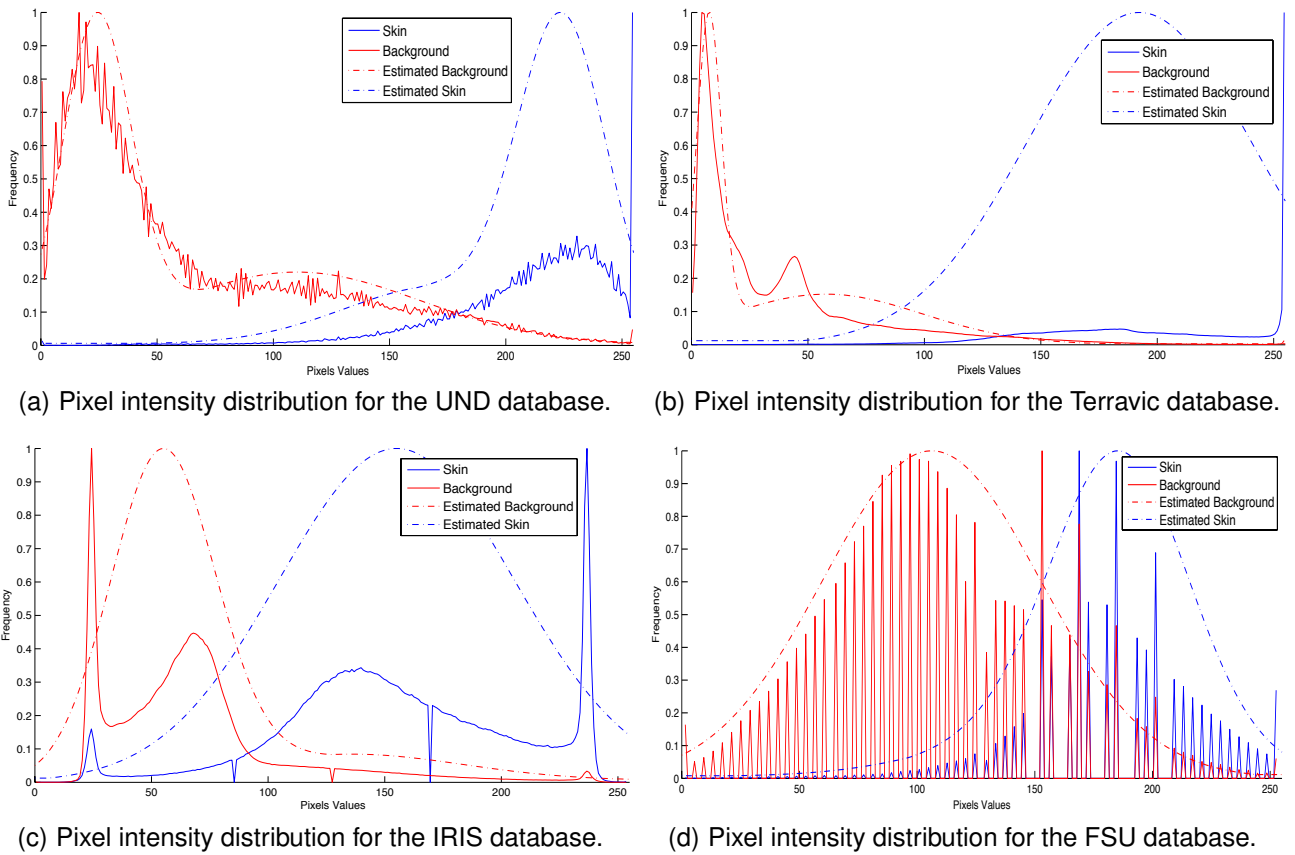 1
0.9
0.8
0.7
0.6
0.5
0.4
0.3
0.2
0.1
0
Frequency
0 50 100 150 200 250
Pixels Values
Skin
Background
Estimated Background
Estimated Skin
(a) Pixel intensity distribution for the UND database.
1
0.9
0.8
0.7
0.6
0.5
0.4
0.3
0.2
0.1
0
Frequency
0 50 100 150 200 250
Pixels Values
Skin
Background
Estimated Background
Estimated Skin
(b) Pixel intensity distribution for the Terravic database.
1
0.9
0.8
0.7
0.6
0.5
0.4
0.3
0.2
0.1
0
Frequency
0 50 100 150 200 250
Pixels Values
Skin
Background
Estimated Background
Estimated Skin
(c) Pixel intensity distribution for the IRIS database.
1
0.9
0.8
0.7
0.6
0.5
0.4
0.3
0.2
0.1
0
Frequency
0 50 100 150 200 250
Pixels Values
Skin
Background
Estimated Background
Estimated Skin
(d) Pixel intensity distribution for the FSU database.